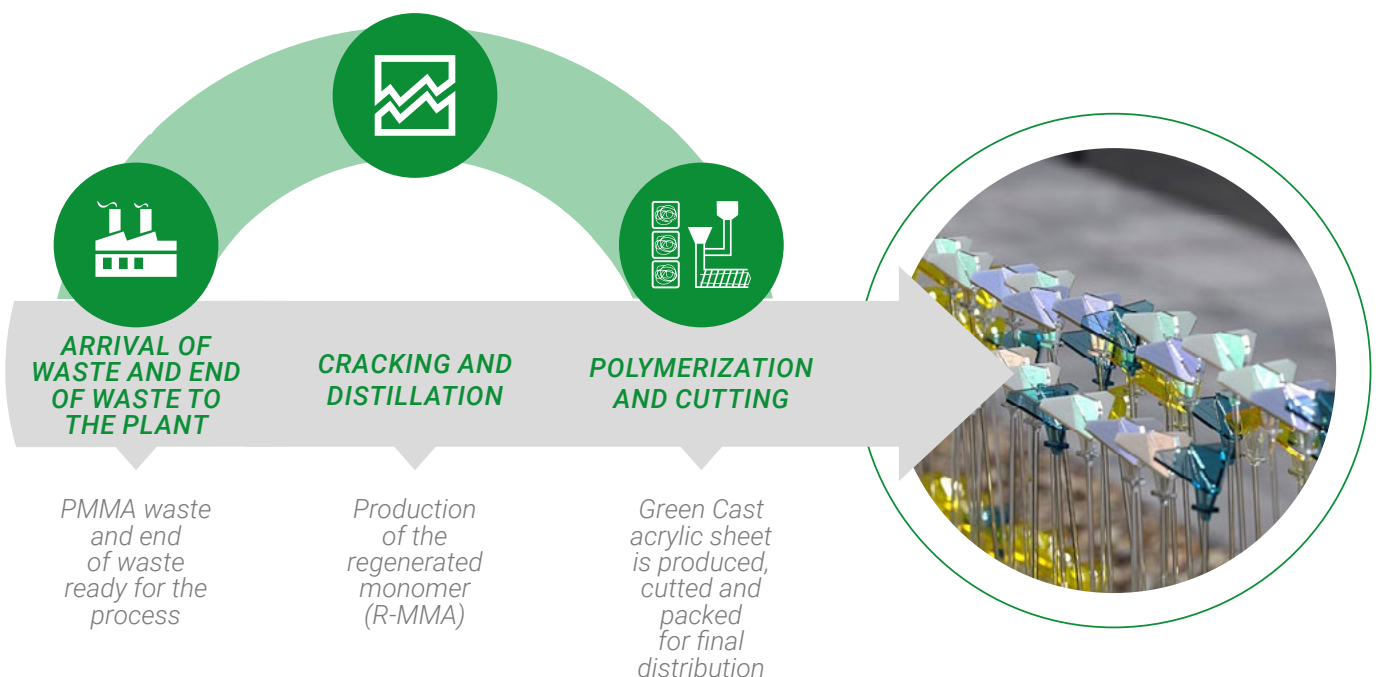 ARRIVAL OF
WASTE AND END
OF WASTE TO
THE PLANT
CRACKING AND
DISTILLATION
POLYMERIZATION
AND CUTTING
PMMA waste
and end
of waste
ready for the
process
Production
of the
regenerated
monomer
(R-MMA)
Green Cast
acrylic sheet
is produced,
cutted and
packed
for final
distribution